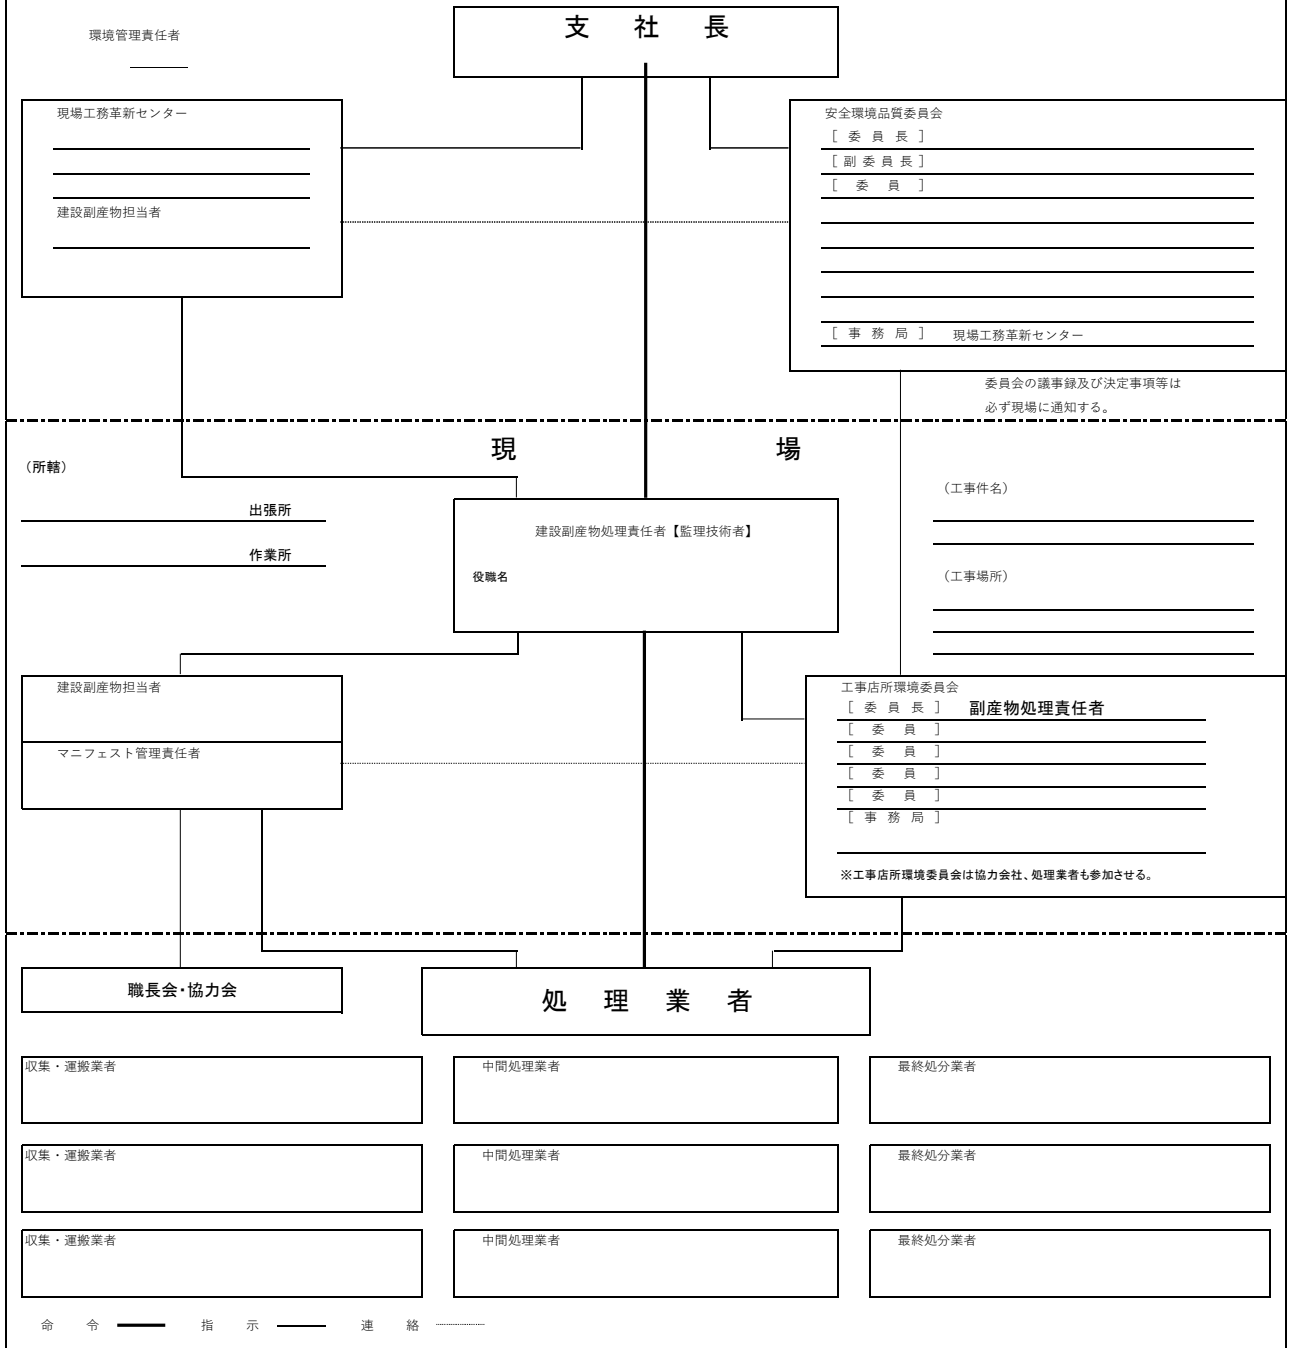 支 社 長
環境管理責任者
現場工務革新センター
建設副産物担当者
安全環境品質委員会
[ 委 員 長 ]
[ 副 委 員 長 ]
[ 委 員 ]
[ 事 務 局 ] 現場工務革新センター
委員会の議事録及び決定事項等は
必ず現場に通知する。
現 場
(所轄)
出張所
作業所
建設副産物処理責任者【監理技術者】
役職名
(工事件名)
(工事場所)
建設副産物担当者
マニフェスト管理責任者
工事店所環境委員会
[ 委 員 長 ] 副産物処理責任者
[ 委 員 ]
[ 委 員 ]
[ 委 員 ]
[ 委 員 ]
[ 事 務 局 ]
※工事店所環境委員会は協力会社、処理業者も参加させる。
職長会・協力会
処 理 業 者
収集・運搬業者 中間処理業者 最終処分業者
収集・運搬業者 中間処理業者 最終処分業者
収集・運搬業者 中間処理業者 最終処分業者
命 令 指 示 連 絡